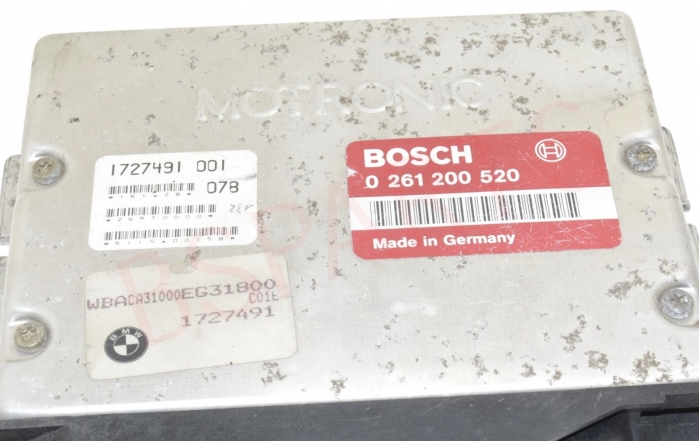 MOTRONIC
BOSCH
0 261 200 520
Made in Germany
1727491 001
078
WBACA31000EG31800
C01E
1727491
BMW